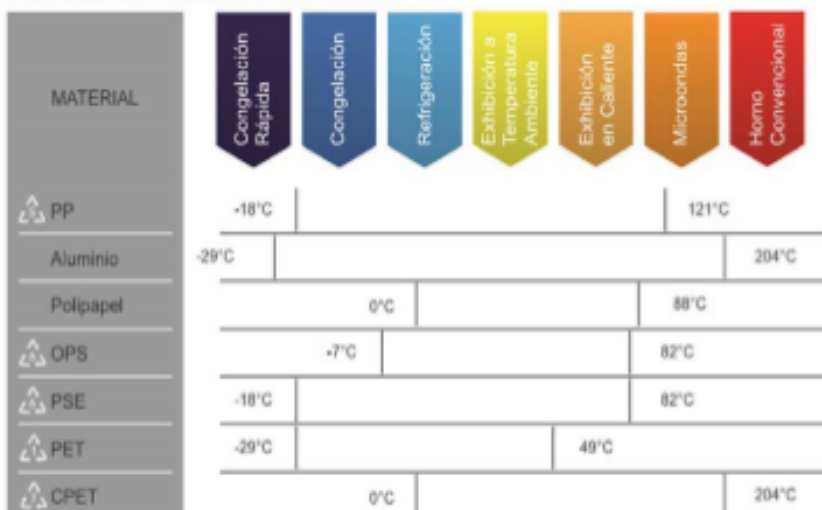 MATERIAL
Congelación
Rápida
Congelación
Refrigeración
Exhibición a
Temperatura
Ambiente
Exhibición
en Caliente
Microondas
Horno
Convencional
PP -18°C 121°C
Aluminio -29°C 204°C
Polipapel 0°C 88°C
OPS -7°C 82°C
PSE -18°C 82°C
PET -29°C 49°C
CPET 0°C 204°C